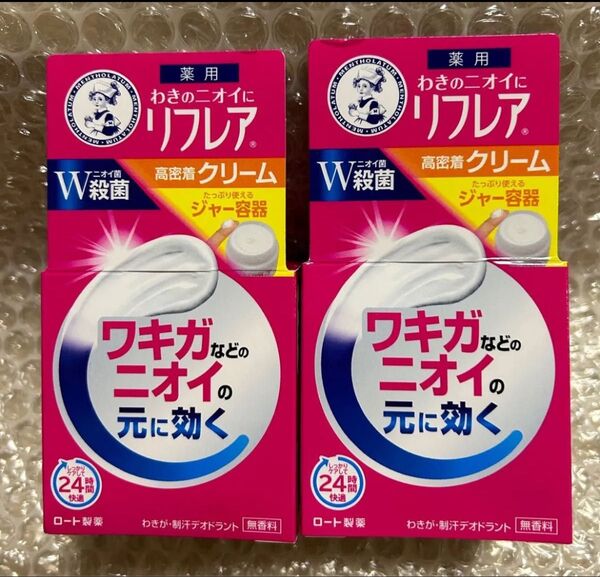 MENTHOLATUM・MENTHOLATUM・MENTHOLATUM
薬用
わきのニオイに
リフレア®
ニオイ菌
W殺菌
高密着クリーム
たっぷり使える
ジャー容器
ワキガなどの
ニオイの
元に効く
しっかり
ケアして
24時間
快適
ロート製薬
わきが・制汗デオドラント
無香料
MENTHOLATUM・MENTHOLATUM・MENTHOLATUM
薬用
わきのニオイに
リフレア®
ニオイ菌
W殺菌
高密着クリーム
たっぷり使える
ジャー容器
ワキガなどの
ニオイの
元に効く
しっかり
ケアして
24時間
快適
ロート製薬
わきが・制汗デオドラント
無香料